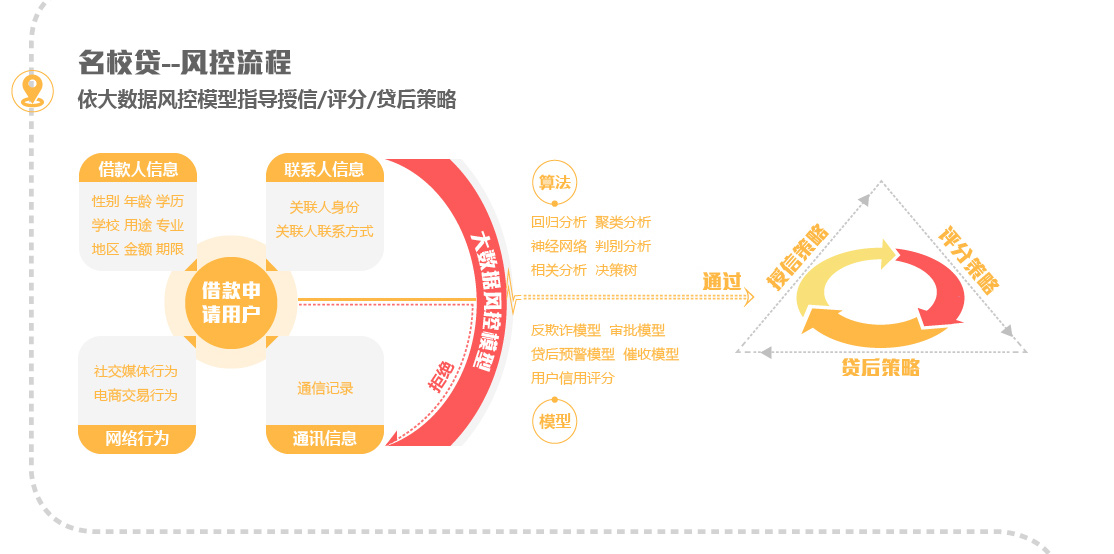 名校贷--风控流程
依大数据风控模型指导授信/评分/贷后策略
借款人信息
性别 年龄 学历
学校 用途 专业
地区 金额 期限
联系人信息
关联人身份
关联人联系方式
借款申
请用户
社交媒体行为
电商交易行为
网络行为
通信记录
通讯信息
大数据风控模型
拒绝
算法
回归分析 聚类分析
神经网络 判别分析
相关分析 决策树
反欺诈模型 审批模型
贷后预警模型 催收模型
用户信用评分
模型
通过
授信策略
评分策略
贷后策略